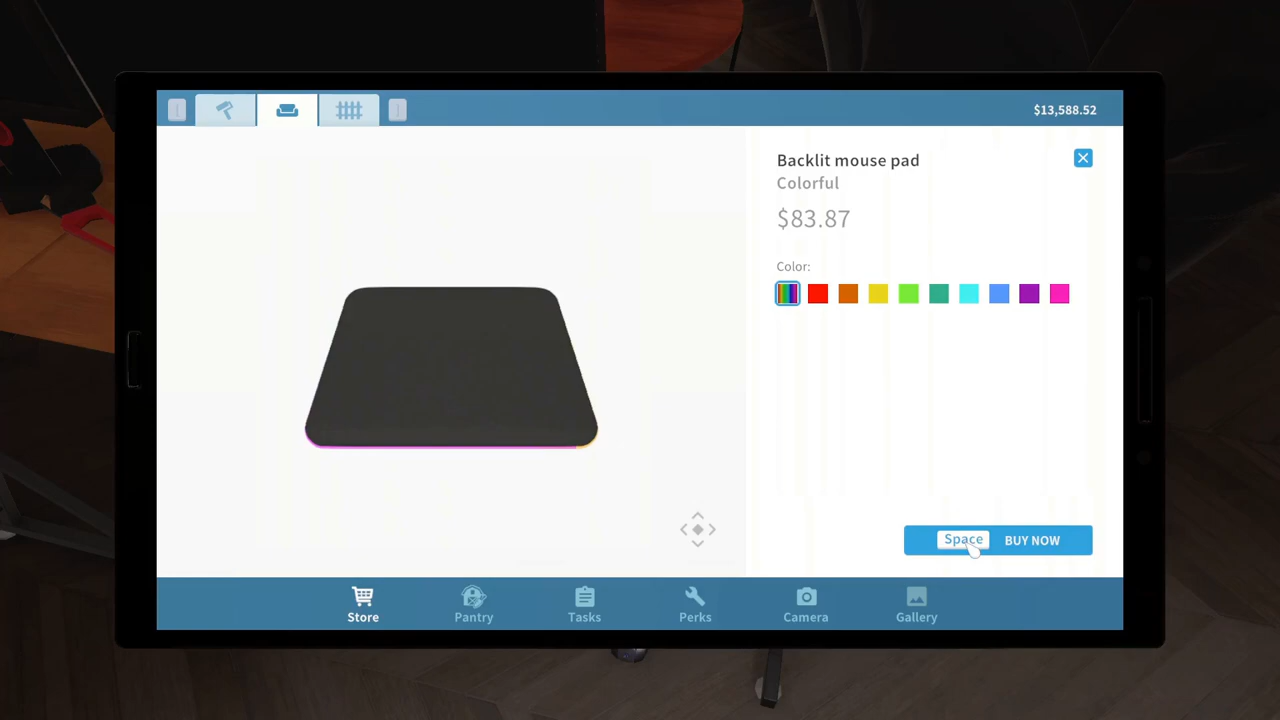 $13,588.52
Backlit mouse pad
Colorful
$83.87
Color:
Space BUY NOW
Store Pantry Tasks Perks Camera Gallery